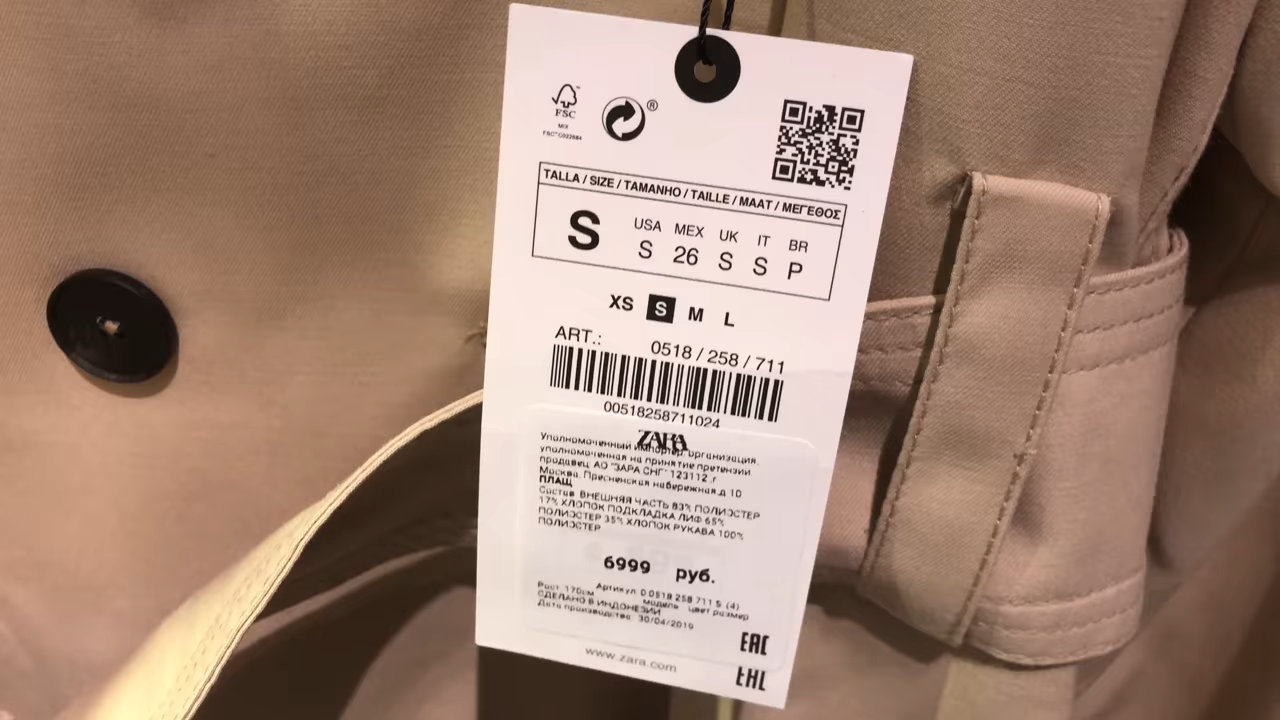 FSC
MIX
FSC® C022684
®
TALLA / SIZE / TAMANHO / TAILLE / MAAT / ΜΕΓΕΘΟΣ
S
USA MEX UK IT BR
S 26 S S P
XS S M L
ART.: 0518 / 258 / 711
00518258711024
ZARA
Уполномоченный импортер, организация,
уполномоченная на принятие претензий,
продавец: АО "ЗАРА СНГ" 123112 ,г
Москва, Пресненская набережная,д 10
ПЛАЩ
Состав ВНЕШНЯЯ ЧАСТЬ 83% ПОЛИЭСТЕР
17% ХЛОПОК ПОДКЛАДКА ЛИФ 65%
ПОЛИЭСТЕР 35% ХЛОПОК РУКАВА 100%
ПОЛИЭСТЕР
6999 руб.
Рост: 170см Артикул 0 0518 258 711 S (4)
модель цвет размер
СДЕЛАНО В ИНДОНЕЗИИ
Дата производства: 30/04/2019
EAC
www.zara.com
EHL